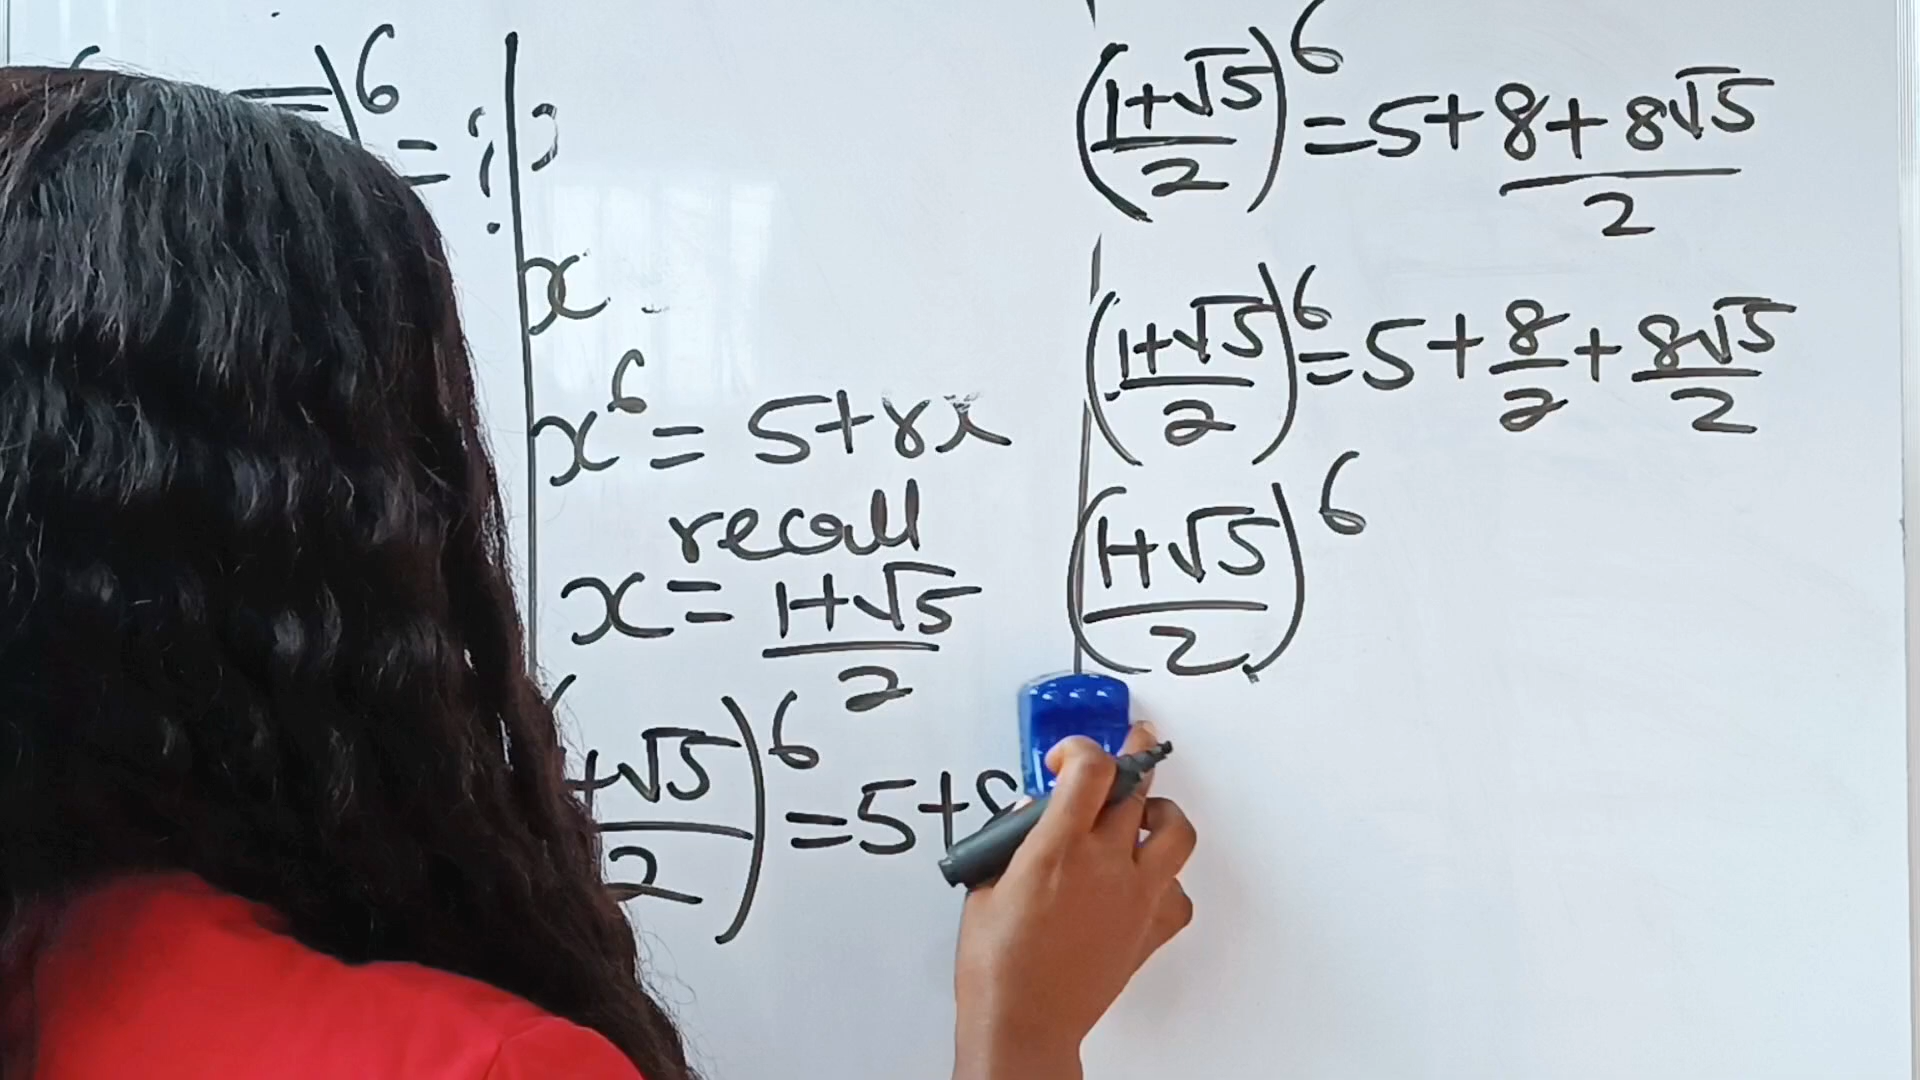 )^6 = ?
x
x^6 = 5+8x
recall
x = (1+√5)/2
(+√5)/2)^6 = 5+8
((1+√5)/2)^6 = 5 + (8+8√5)/2
((1+√5)/2)^6 = 5 + 8/2 + 8√5/2
((1+√5)/2)^6